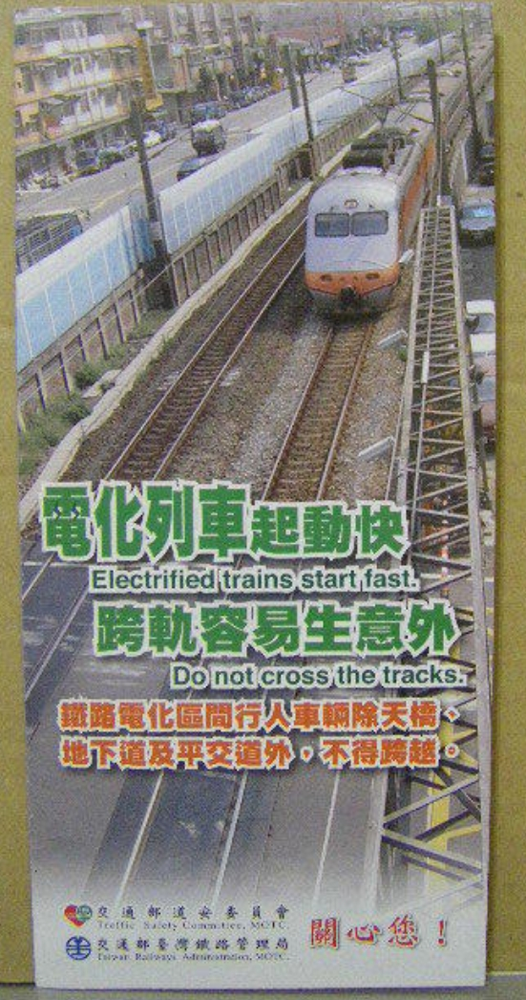 電化列車起動快
Electrified trains start fast.
跨軌容易生意外
Do not cross the tracks.
鐵路電化區間行人車輛除天橋、
地下道及平交道外，不得跨越。
交通部道安委員會
Traffic Safety Committee, MOTC.
交通部臺灣鐵路管理局
Taiwan Railways Administration, MOTC.
關心您！